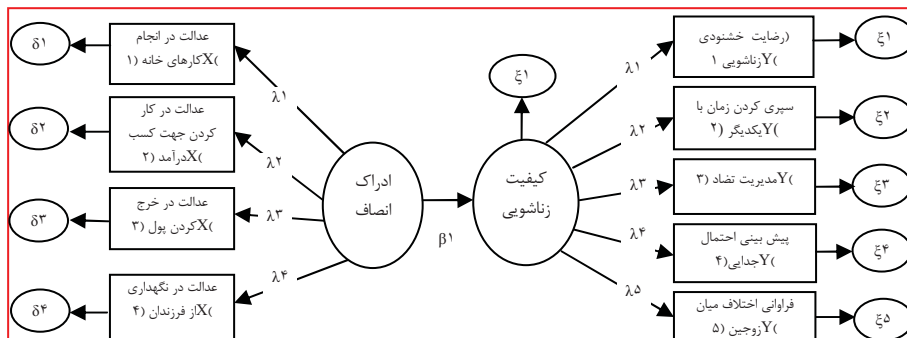 δ۱
عدالت در انجام
کارهای خانه (X۱(
λ۱
δ۲
عدالت در کار
کردن جهت کسب
درآمد (X۲(
λ۲
δ۳
عدالت در خرج
کردن پول (X۳(
λ۳
δ۴
عدالت در نگهداری
از فرزندان (X۴(
λ۴
ادراک
انصاف
β۱
کیفیت
زناشویی
ξ۱
λ۱
(رضایت خشنودی
زناشویی Y۱(
ξ۱
λ۲
سپری کردن زمان با
یکدیگر (Y۲(
ξ۲
λ۳
مدیریت تضاد (Y۳(
ξ۳
λ۴
پیش بینی احتمال
جدایی(Y۴(
ξ۴
λ۵
فراوانی اختلاف میان
زوجین (Y۵(
ξ۵